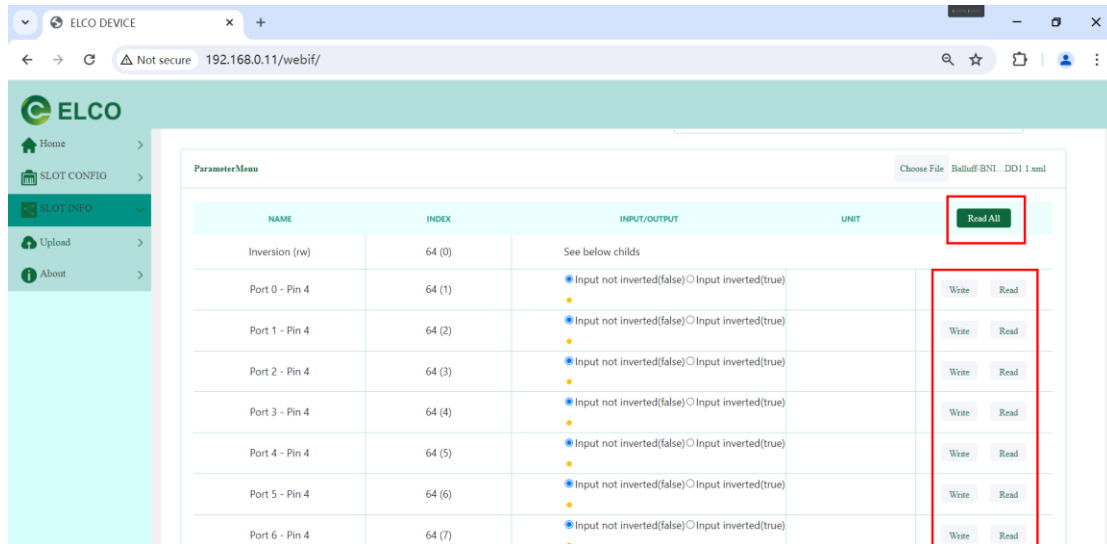 ELCO DEVICE
Not secure 192.168.0.11/webif/
ELCO
Home
SLOT CONFIG
SLOT INFO
Upload
About
ParameterMenu
Choose File Balluff-BNI...DD1.1.xml
NAME INDEX INPUT/OUTPUT UNIT Read All
Inversion (rw) 64 (0) See below childs
Port 0 - Pin 4 64 (1) Input not inverted(false) Input inverted(true) Write Read
Port 1 - Pin 4 64 (2) Input not inverted(false) Input inverted(true) Write Read
Port 2 - Pin 4 64 (3) Input not inverted(false) Input inverted(true) Write Read
Port 3 - Pin 4 64 (4) Input not inverted(false) Input inverted(true) Write Read
Port 4 - Pin 4 64 (5) Input not inverted(false) Input inverted(true) Write Read
Port 5 - Pin 4 64 (6) Input not inverted(false) Input inverted(true) Write Read
Port 6 - Pin 4 64 (7) Input not inverted(false) Input inverted(true) Write Read